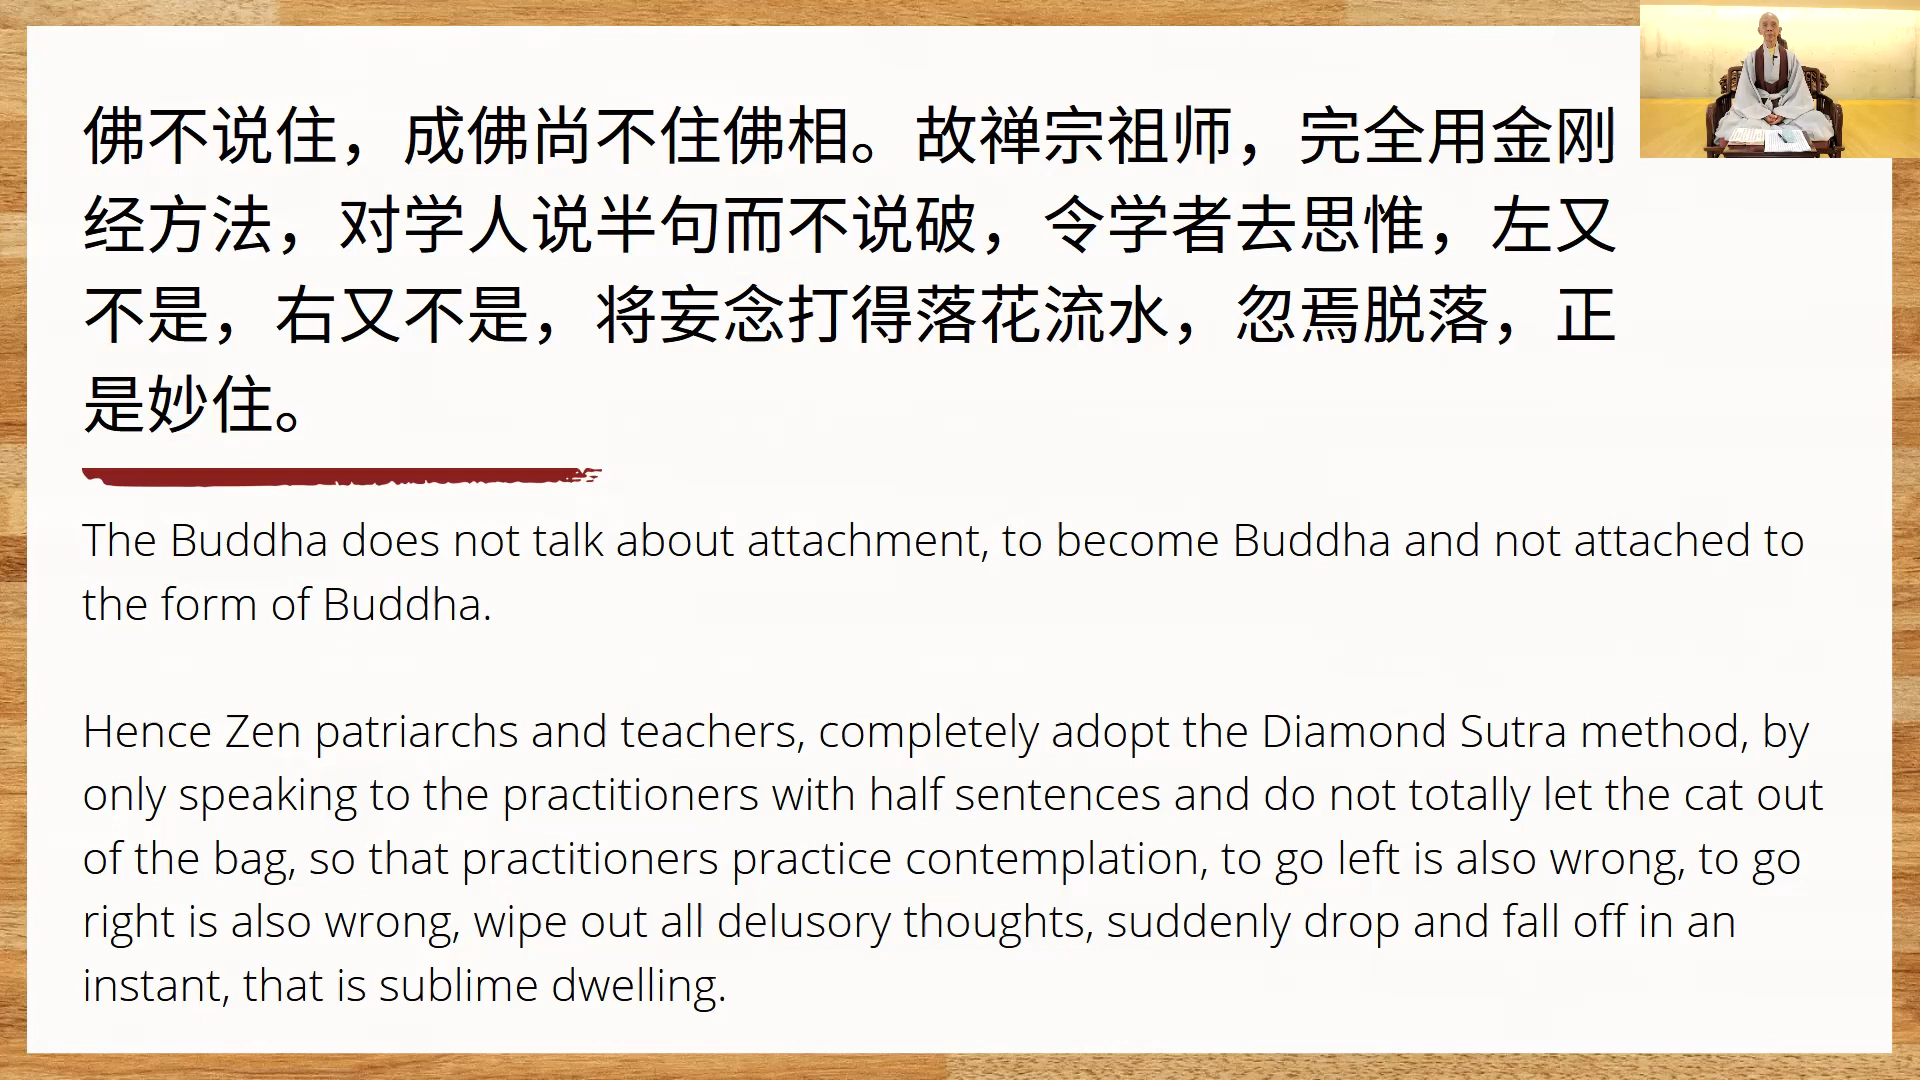 佛不说住，成佛尚不住佛相。故禅宗祖师，完全用金刚
经方法，对学人说半句而不说破，令学者去思惟，左又
不是，右又不是，将妄念打得落花流水，忽焉脱落，正
是妙住。
The Buddha does not talk about attachment, to become Buddha and not attached to
the form of Buddha.
Hence Zen patriarchs and teachers, completely adopt the Diamond Sutra method, by
only speaking to the practitioners with half sentences and do not totally let the cat out
of the bag, so that practitioners practice contemplation, to go left is also wrong, to go
right is also wrong, wipe out all delusory thoughts, suddenly drop and fall off in an
instant, that is sublime dwelling.